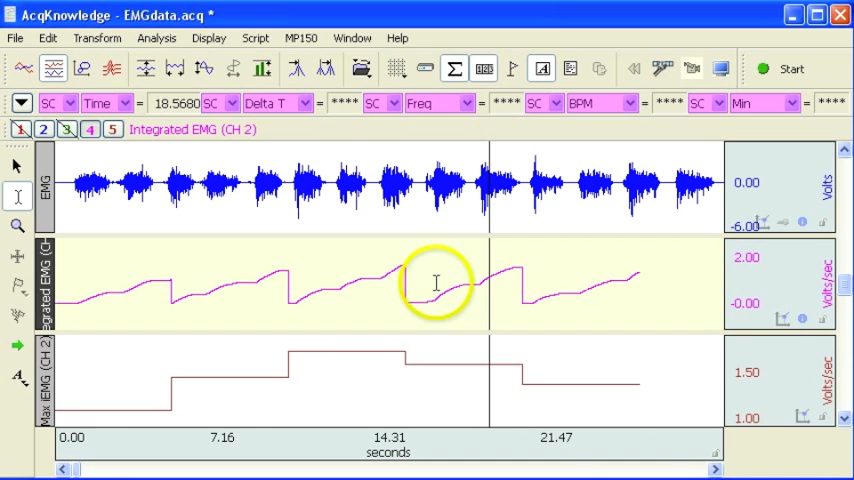 AcqKnowledge - EMGdata.acq *
File Edit Transform Analysis Display Script MP150 Window Help
Start
SC Time = 18.5680 SC Delta T = **** SC Freq = **** SC BPM = **** SC Min = ****
1 2 3 4 5 Integrated EMG (CH 2)
EMG
0.00
-6.00
Volts
Integrated EMG (CH
2.00
-0.00
Volts/sec
Max iEMG (CH 2)
1.50
1.00
Volts/sec
0.00 7.16 14.31 21.47
seconds